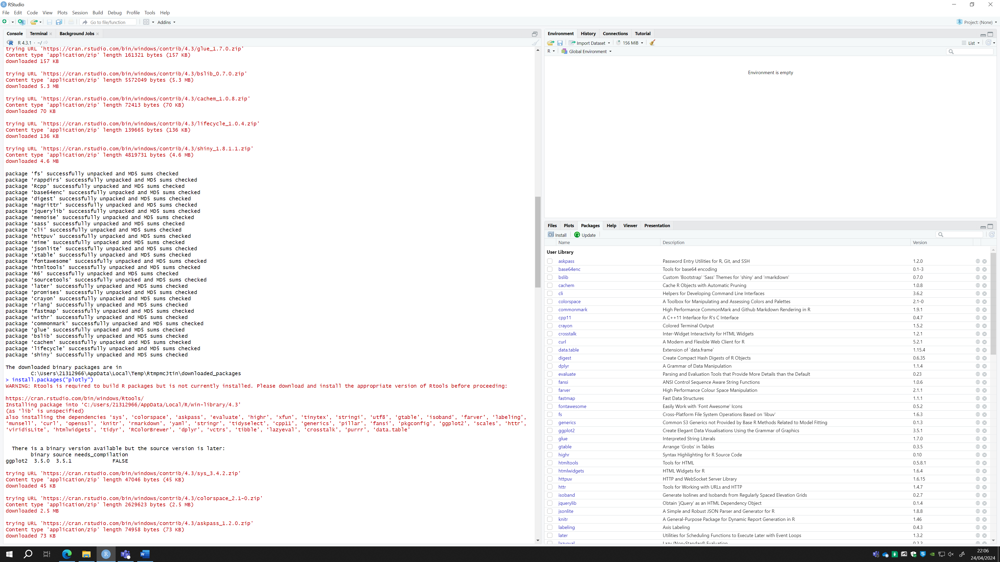 RStudio
File Edit Code View Plots Session Build Debug Profile Tools Help
Go to file/function Addins Project: (None)
Console Terminal Background Jobs
R 4.3.1 · ~/
trying URL 'https://cran.rstudio.com/bin/windows/contrib/4.3/glue_1.7.0.zip'
Content type 'application/zip' length 161321 bytes (157 KB)
downloaded 157 KB
trying URL 'https://cran.rstudio.com/bin/windows/contrib/4.3/bslib_0.7.0.zip'
Content type 'application/zip' length 5572049 bytes (5.3 MB)
downloaded 5.3 MB
trying URL 'https://cran.rstudio.com/bin/windows/contrib/4.3/cachem_1.0.8.zip'
Content type 'application/zip' length 72413 bytes (70 KB)
downloaded 70 KB
trying URL 'https://cran.rstudio.com/bin/windows/contrib/4.3/lifecycle_1.0.4.zip'
Content type 'application/zip' length 139665 bytes (136 KB)
downloaded 136 KB
trying URL 'https://cran.rstudio.com/bin/windows/contrib/4.3/shiny_1.8.1.1.zip'
Content type 'application/zip' length 4819731 bytes (4.6 MB)
downloaded 4.6 MB
package ‘fs’ successfully unpacked and MD5 sums checked
package ‘rappdirs’ successfully unpacked and MD5 sums checked
package ‘Rcpp’ successfully unpacked and MD5 sums checked
package ‘base64enc’ successfully unpacked and MD5 sums checked
package ‘digest’ successfully unpacked and MD5 sums checked
package ‘magrittr’ successfully unpacked and MD5 sums checked
package ‘jquerylib’ successfully unpacked and MD5 sums checked
package ‘memoise’ successfully unpacked and MD5 sums checked
package ‘sass’ successfully unpacked and MD5 sums checked
package ‘cli’ successfully unpacked and MD5 sums checked
package ‘httpuv’ successfully unpacked and MD5 sums checked
package ‘mime’ successfully unpacked and MD5 sums checked
package ‘jsonlite’ successfully unpacked and MD5 sums checked
package ‘xtable’ successfully unpacked and MD5 sums checked
package ‘fontawesome’ successfully unpacked and MD5 sums checked
package ‘htmltools’ successfully unpacked and MD5 sums checked
package ‘R6’ successfully unpacked and MD5 sums checked
package ‘sourcetools’ successfully unpacked and MD5 sums checked
package ‘later’ successfully unpacked and MD5 sums checked
package ‘promises’ successfully unpacked and MD5 sums checked
package ‘crayon’ successfully unpacked and MD5 sums checked
package ‘rlang’ successfully unpacked and MD5 sums checked
package ‘fastmap’ successfully unpacked and MD5 sums checked
package ‘withr’ successfully unpacked and MD5 sums checked
package ‘commonmark’ successfully unpacked and MD5 sums checked
package ‘glue’ successfully unpacked and MD5 sums checked
package ‘bslib’ successfully unpacked and MD5 sums checked
package ‘cachem’ successfully unpacked and MD5 sums checked
package ‘lifecycle’ successfully unpacked and MD5 sums checked
package ‘shiny’ successfully unpacked and MD5 sums checked
The downloaded binary packages are in
C:\Users\21312966\AppData\Local\Temp\RtmpmcJtin\downloaded_packages
> install.packages("plotly")
WARNING: Rtools is required to build R packages but is not currently installed. Please download and install the appropriate version of Rtools before proceeding:
https://cran.rstudio.com/bin/windows/Rtools/
Installing package into ‘C:/Users/21312966/AppData/Local/R/win-library/4.3’
(as ‘lib’ is unspecified)
also installing the dependencies ‘sys’, ‘colorspace’, ‘askpass’, ‘evaluate’, ‘highr’, ‘xfun’, ‘tinytex’, ‘stringi’, ‘utf8’, ‘gtable’, ‘isoband’, ‘farver’, ‘labeling’,
‘munsell’, ‘curl’, ‘openssl’, ‘knitr’, ‘rmarkdown’, ‘yaml’, ‘stringr’, ‘tidyselect’, ‘cpp11’, ‘generics’, ‘pillar’, ‘fansi’, ‘pkgconfig’, ‘ggplot2’, ‘scales’, ‘httr’,
‘viridisLite’, ‘htmlwidgets’, ‘tidyr’, ‘RColorBrewer’, ‘dplyr’, ‘vctrs’, ‘tibble’, ‘lazyeval’, ‘crosstalk’, ‘purrr’, ‘data.table’
There is a binary version available but the source version is later:
binary source needs_compilation
ggplot2 3.5.0 3.5.1 FALSE
trying URL 'https://cran.rstudio.com/bin/windows/contrib/4.3/sys_3.4.2.zip'
Content type 'application/zip' length 47046 bytes (45 KB)
downloaded 45 KB
trying URL 'https://cran.rstudio.com/bin/windows/contrib/4.3/colorspace_2.1-0.zip'
Content type 'application/zip' length 2629623 bytes (2.5 MB)
downloaded 2.5 MB
trying URL 'https://cran.rstudio.com/bin/windows/contrib/4.3/askpass_1.2.0.zip'
Content type 'application/zip' length 74958 bytes (73 KB)
downloaded 73 KB
Environment History Connections Tutorial
Import Dataset 156 MiB List
R Global Environment
Environment is empty
Files Plots Packages Help Viewer Presentation
Install Update
Name Description Version
User Library
askpass Password Entry Utilities for R, Git, and SSH 1.2.0
base64enc Tools for base64 encoding 0.1-3
bslib Custom 'Bootstrap' 'Sass' Themes for 'shiny' and 'rmarkdown' 0.7.0
cachem Cache R Objects with Automatic Pruning 1.0.8
cli Helpers for Developing Command Line Interfaces 3.6.2
colorspace A Toolbox for Manipulating and Assessing Colors and Palettes 2.1-0
commonmark High Performance CommonMark and Github Markdown Rendering in R 1.9.1
cpp11 A C++11 Interface for R's C Interface 0.4.7
crayon Colored Terminal Output 1.5.2
crosstalk Inter-Widget Interactivity for HTML Widgets 1.2.1
curl A Modern and Flexible Web Client for R 5.2.1
data.table Extension of `data.frame` 1.15.4
digest Create Compact Hash Digests of R Objects 0.6.35
dplyr A Grammar of Data Manipulation 1.1.4
evaluate Parsing and Evaluation Tools that Provide More Details than the Default 0.23
fansi ANSI Control Sequence Aware String Functions 1.0.6
farver High Performance Colour Space Manipulation 2.1.1
fastmap Fast Data Structures 1.1.1
fontawesome Easily Work with 'Font Awesome' Icons 0.5.2
fs Cross-Platform File System Operations Based on 'libuv' 1.6.3
generics Common S3 Generics not Provided by Base R Methods Related to Model Fitting 0.1.3
ggplot2 Create Elegant Data Visualisations Using the Grammar of Graphics 3.5.1
glue Interpreted String Literals 1.7.0
gtable Arrange 'Grobs' in Tables 0.3.5
highr Syntax Highlighting for R Source Code 0.10
htmltools Tools for HTML 0.5.8.1
htmlwidgets HTML Widgets for R 1.6.4
httpuv HTTP and WebSocket Server Library 1.6.15
httr Tools for Working with URLs and HTTP 1.4.7
isoband Generate Isolines and Isobands from Regularly Spaced Elevation Grids 0.2.7
jquerylib Obtain 'jQuery' as an HTML Dependency Object 0.1.4
jsonlite A Simple and Robust JSON Parser and Generator for R 1.8.8
knitr A General-Purpose Package for Dynamic Report Generation in R 1.46
labeling Axis Labeling 0.4.3
later Utilities for Scheduling Functions to Execute Later with Event Loops 1.3.2
lazyeval Lazy (Non-Standard) Evaluation 0.2.2
22:06
24/04/2024